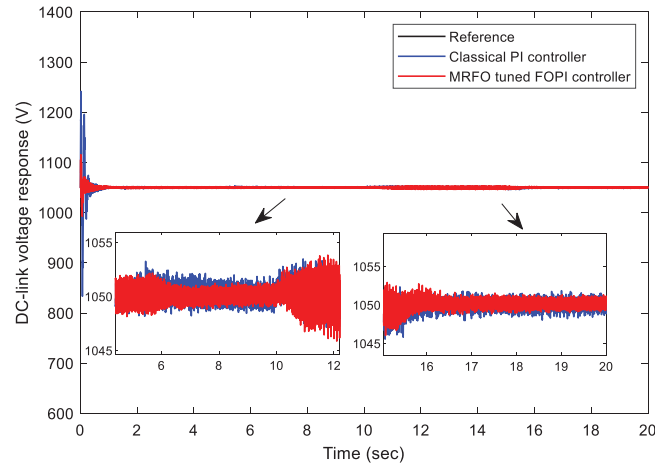 1400
1300
1200
1100
1000
900
800
700
600
DC-link voltage response (V)
Reference
Classical PI controller
MRFO tuned FOPI controller
1055
1050
1045
6 8 10 12
1055
1050
1045
16 17 18 19 20
0 2 4 6 8 10 12 14 16 18 20
Time (sec)